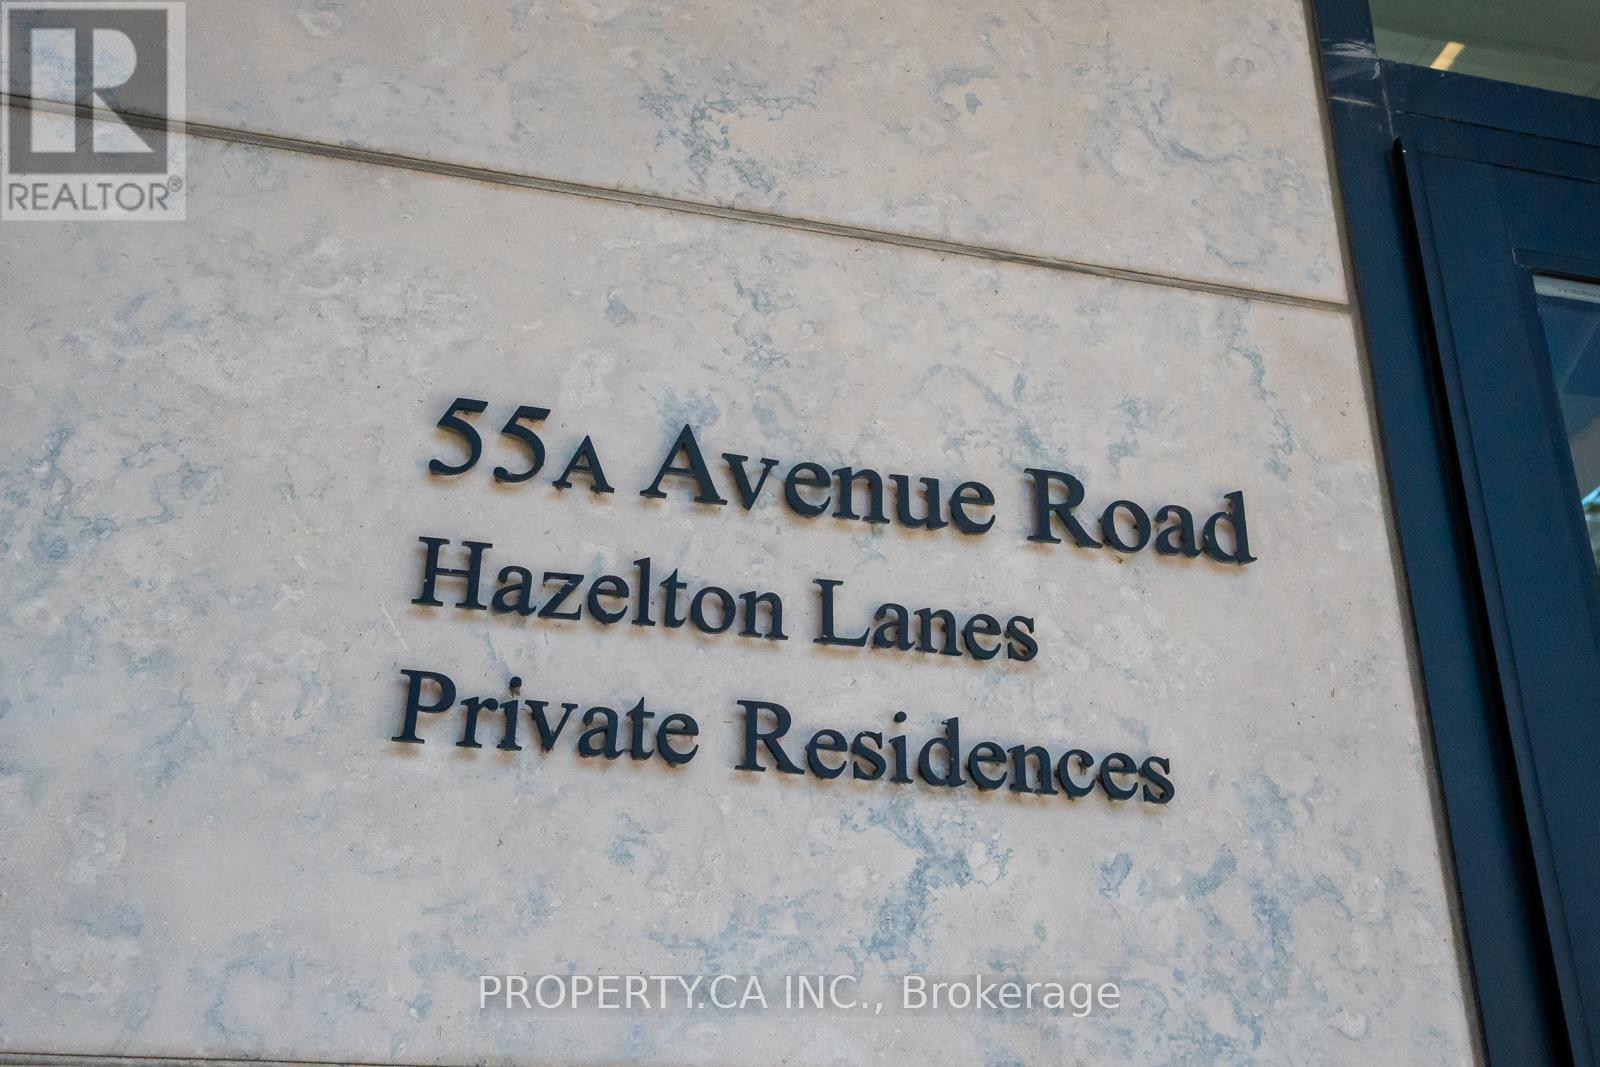 REALTOR®
55A Avenue Road
Hazelton Lanes
Private Residences
PROPERTY.CA INC., Brokerage